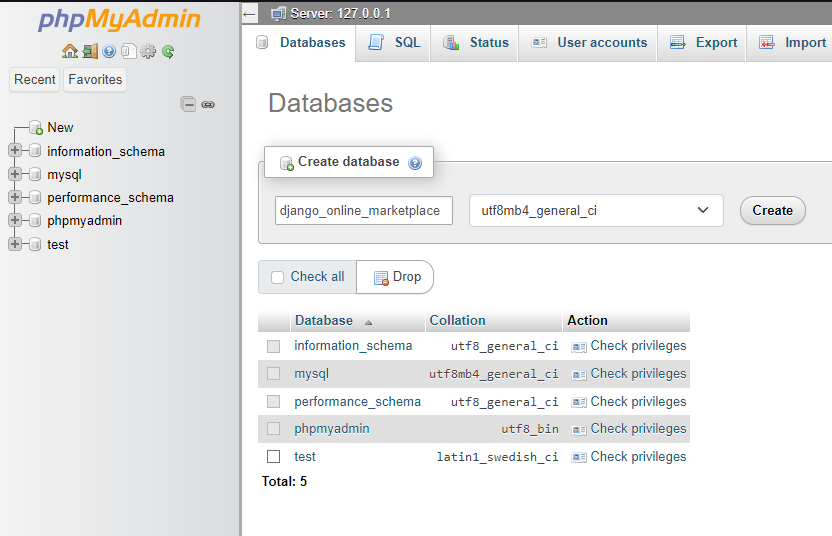 phpMyAdmin
Recent Favorites
New
information_schema
mysql
performance_schema
phpmyadmin
test
Server: 127.0.0.1
Databases SQL Status User accounts Export Import
Databases
Create database
django_online_marketplace utf8mb4_general_ci Create
Check all Drop
Database Collation Action
information_schema utf8_general_ci Check privileges
mysql utf8mb4_general_ci Check privileges
performance_schema utf8_general_ci Check privileges
phpmyadmin utf8_bin Check privileges
test latin1_swedish_ci Check privileges
Total: 5